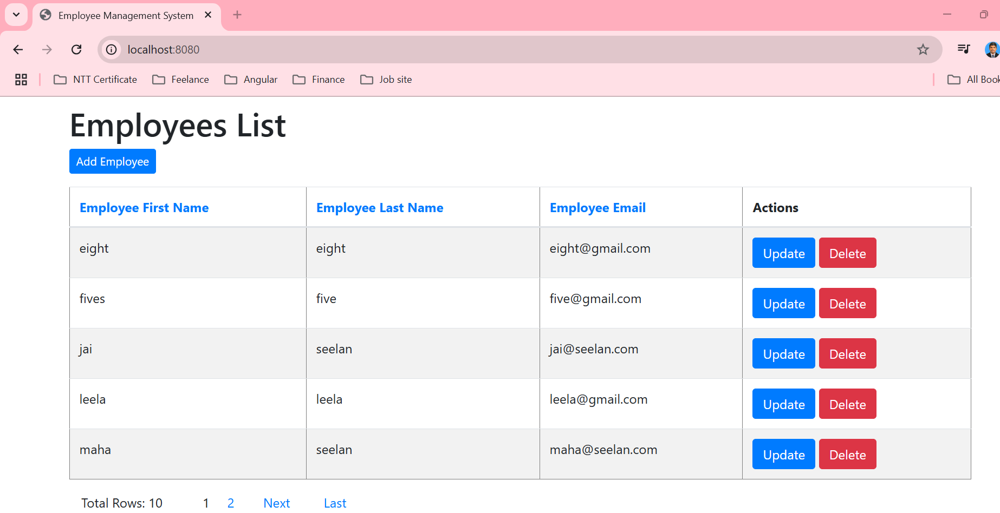 Employee Management System
localhost:8080
NTT Certificate Feelance Angular Finance Job site All Book
Employees List
Add Employee
Employee First Name Employee Last Name Employee Email Actions
eight eight eight@gmail.com Update Delete
fives five five@gmail.com Update Delete
jai seelan jai@seelan.com Update Delete
leela leela leela@gmail.com Update Delete
maha seelan maha@seelan.com Update Delete
Total Rows: 10 1 2 Next Last